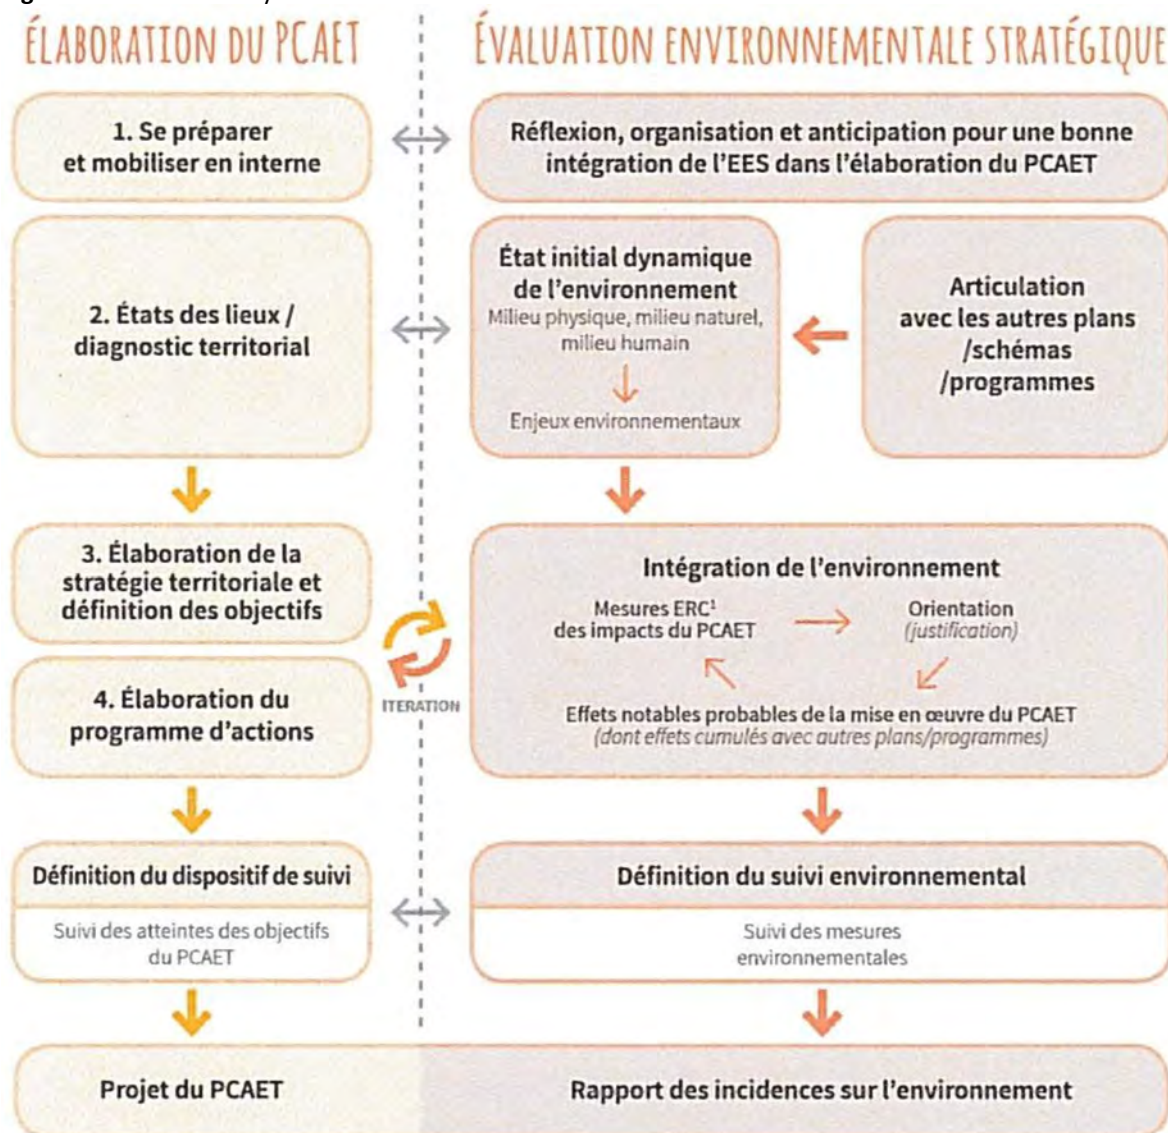 ÉLABORATION DU PCAET
ÉVALUATION ENVIRONNEMENTALE STRATÉGIQUE
1. Se préparer
et mobiliser en interne
Réflexion, organisation et anticipation pour une bonne
intégration de l'EES dans l'élaboration du PCAET
2. États des lieux /
diagnostic territorial
État initial dynamique
de l'environnement
Milieu physique, milieu naturel,
milieu humain
Enjeux environnementaux
Articulation
avec les autres plans
/schémas
/programmes
3. Élaboration de la
stratégie territoriale et
définition des objectifs
4. Élaboration du
programme d'actions
ITERATION
Intégration de l'environnement
Mesures ERC¹
des impacts du PCAET
Orientation
(justification)
Effets notables probables de la mise en œuvre du PCAET
(dont effets cumulés avec autres plans/programmes)
Définition du dispositif de suivi
Suivi des atteintes des objectifs
du PCAET
Définition du suivi environnemental
Suivi des mesures
environnementales
Projet du PCAET
Rapport des incidences sur l'environnement